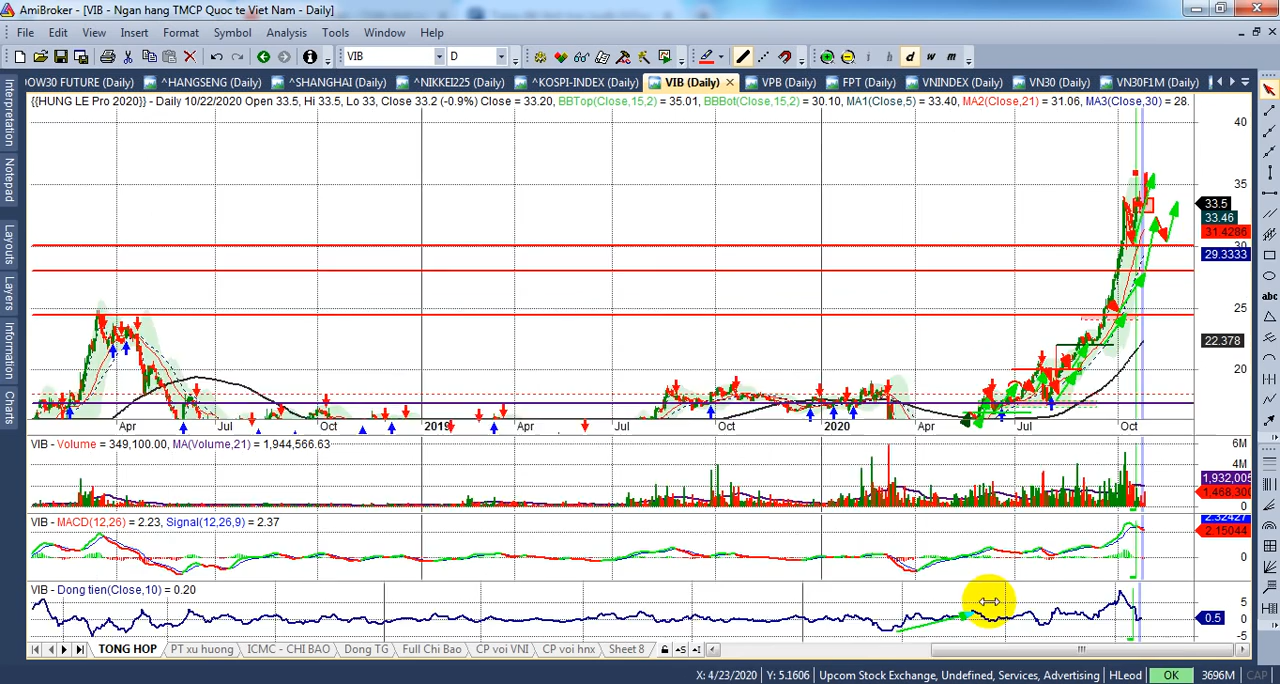 AmiBroker - [VIB - Ngan hang TMCP Quoc te Viet Nam - Daily]
File Edit View Insert Format Symbol Analysis Tools Window Help
VIB D i h d w m
OW30 FUTURE (Daily) ^HANGSENG (Daily) ^SHANGHAI (Daily) ^NIKKEI225 (Daily) ^KOSPI-INDEX (Daily) VIB (Daily) VPB (Daily) FPT (Daily) VNINDEX (Daily) VN30 (Daily) VN30F1M (Daily)
{{HUNG LE Pro 2020}} - Daily 10/22/2020 Open 33.5, Hi 33.5, Lo 33, Close 33.2 (-0.9%) Close = 33.20, BBTop(Close,15,2) = 35.01, BBBot(Close,15,2) = 30.10, MA1(Close,5) = 33.40, MA2(Close,21) = 31.06, MA3(Close,30) = 28.
Interpretation
Notepad
Layouts
Layers
Information
Charts
abc
40
35
33.5
33.46
31.4286
30
29.3333
25
22.378
20
Apr Jul Oct 2019 Apr Jul Oct 2020 Apr Jul Oct
VIB - Volume = 349,100.00, MA(Volume,21) = 1,944,566.63
6M
4M
1,932,005
1,468,300
0
VIB - MACD(12,26) = 2.23, Signal(12,26,9) = 2.37
2.32427
2.15044
0
VIB - Dong tien(Close,10) = 0.20
5
0.5
0
-5
TONG HOP PT xu huong ICMC - CHI BAO Dong TG Full Chi Bao CP voi VNI CP voi hnx Sheet 8
X: 4/23/2020 Y: 5.1606 Upcom Stock Exchange, Undefined, Services, Advertising HLeod OK 3696M CAP